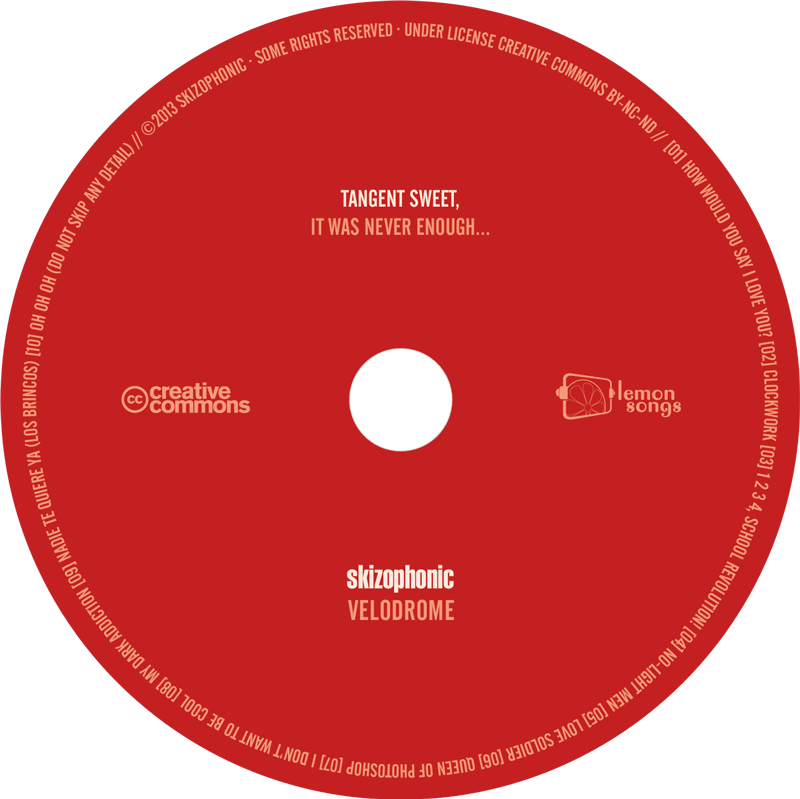 ©2013 SKIZOPHONIC · SOME RIGHTS RESERVED · UNDER LICENSE CREATIVE COMMONS BY-NC-ND // [01] HOW WOULD YOU SAY I LOVE YOU? [02] CLOCKWORK [03] 1 2 3 4, SCHOOL REVOLUTION! [04] NO-LIGHT MEN [05] LOVE SOLDIER [06] QUEEN OF PHOTOSHOP [07] I DON'T WANT TO BE COOL [08] MY DARK ADDICTION [09] NADIE TE QUIERE YA (LOS BRINCOS) [10] OH OH OH (DO NOT SKIP ANY DETAIL) //
TANGENT SWEET,
IT WAS NEVER ENOUGH...
cc creative
commons
lemon
songs
skizophonic
VELODROME